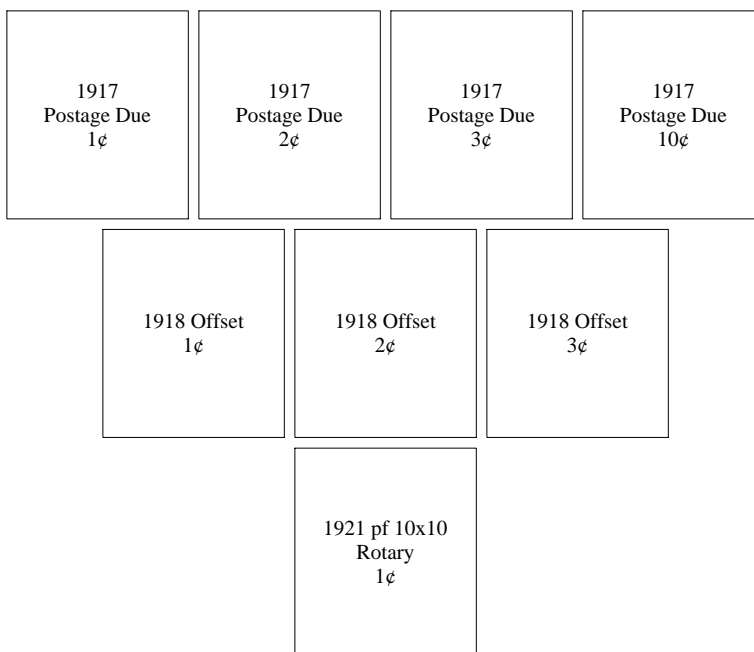 1917
Postage Due
1¢
1917
Postage Due
2¢
1917
Postage Due
3¢
1917
Postage Due
10¢
1918 Offset
1¢
1918 Offset
2¢
1918 Offset
3¢
1921 pf 10x10
Rotary
1¢